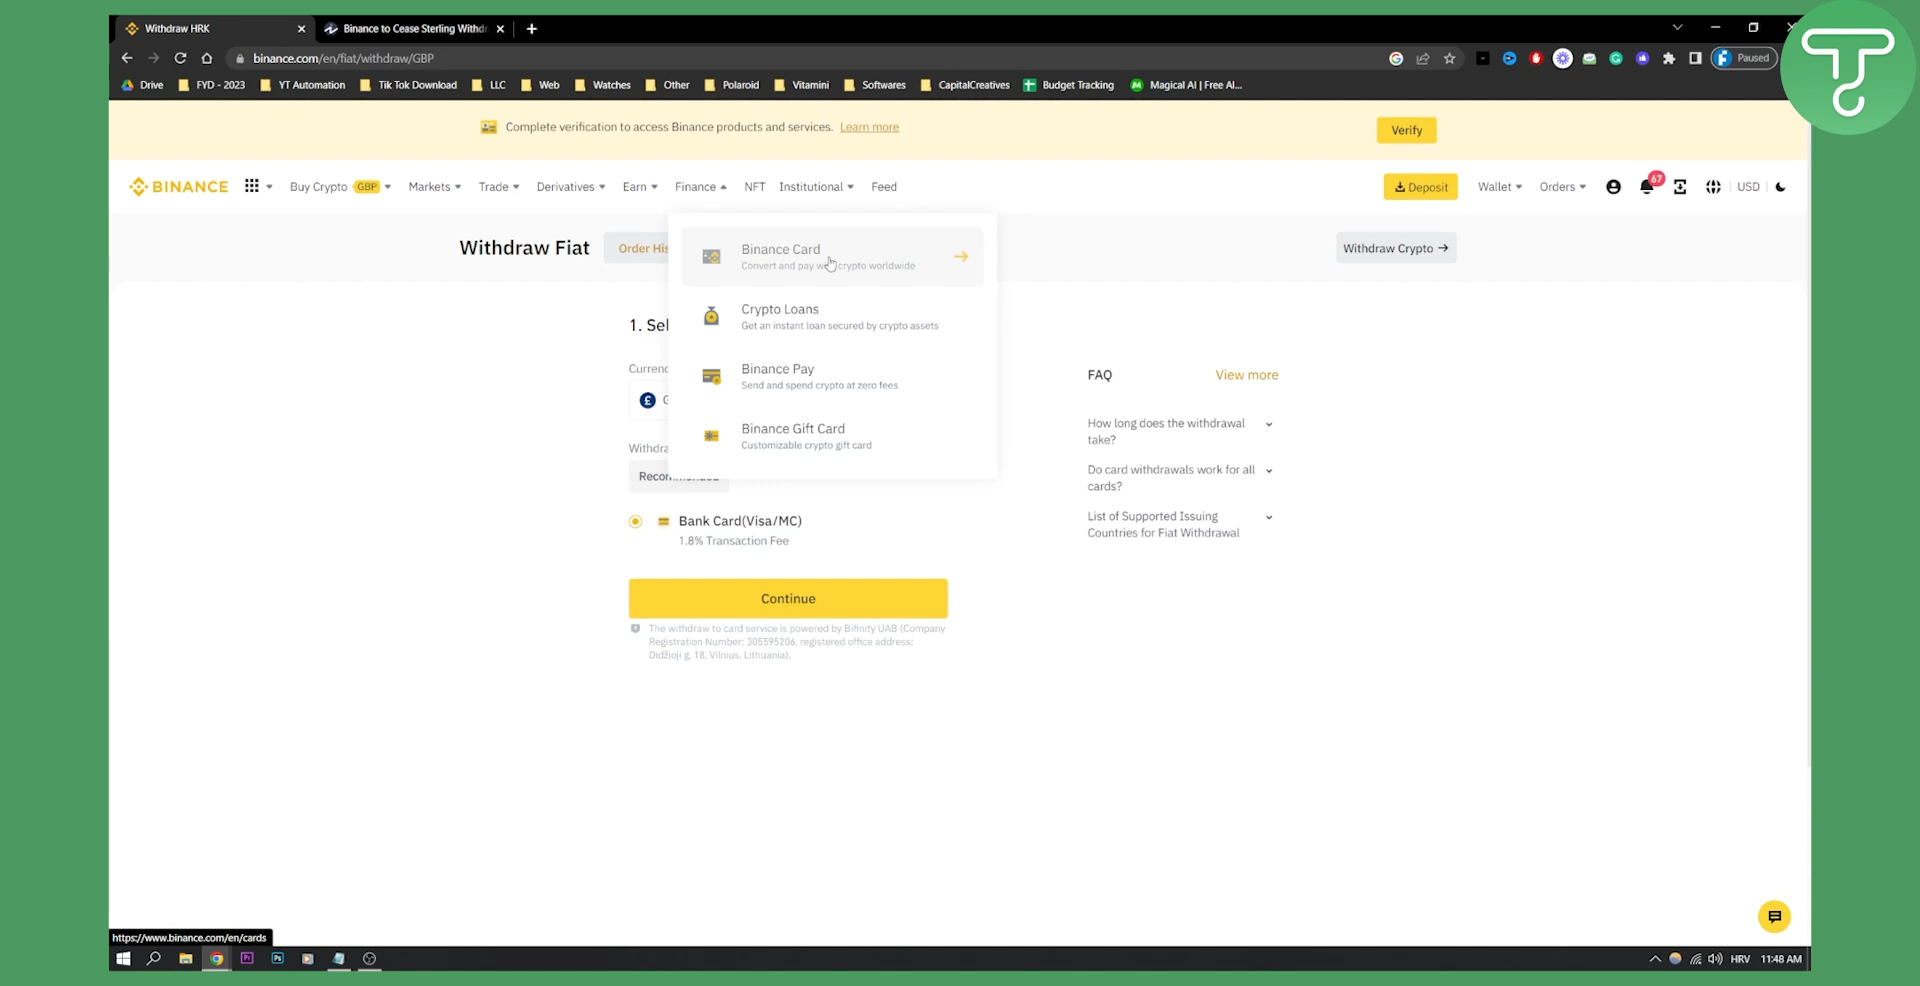 Withdraw HRK
Binance to Cease Sterling Withdr
binance.com/en/fiat/withdraw/GBP
Paused
Drive FYD - 2023 YT Automation Tik Tok Download LLC Web Watches Other Polaroid Vitamini Softwares CapitalCreatives Budget Tracking Magical AI | Free AI...
Complete verification to access Binance products and services. Learn more
Verify
BINANCE Buy Crypto GBP Markets Trade Derivatives Earn Finance NFT Institutional Feed
Deposit Wallet Orders 67 USD
Withdraw Fiat Order His
Withdraw Crypto →
Binance Card
Convert and pay crypto worldwide
Crypto Loans
Get an instant loan secured by crypto assets
Binance Pay
Send and spend crypto at zero fees
Binance Gift Card
Customizable crypto gift card
1. Sel
Currenc
£ G
Withdra
Recommended
Bank Card(Visa/MC)
1.8% Transaction Fee
Continue
The withdraw to card service is powered by Bifinity UAB (Company
Registration Number: 305595206, registered office address:
Didžioji g. 18, Vilnius, Lithuania).
FAQ View more
How long does the withdrawal
take?
Do card withdrawals work for all
cards?
List of Supported Issuing
Countries for Fiat Withdrawal
https://www.binance.com/en/cards
Pr Ps
HRV 11:48 AM